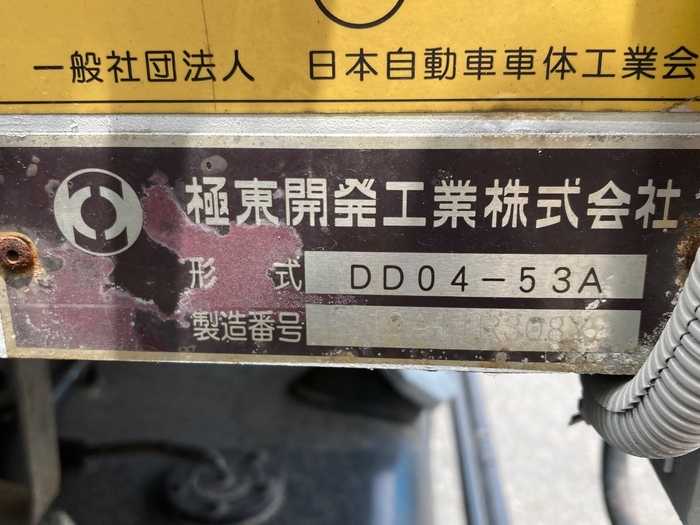 一般社団法人 日本自動車車体工業会
極東開発工業株式会社
形 式 DD04-53A
製造番号